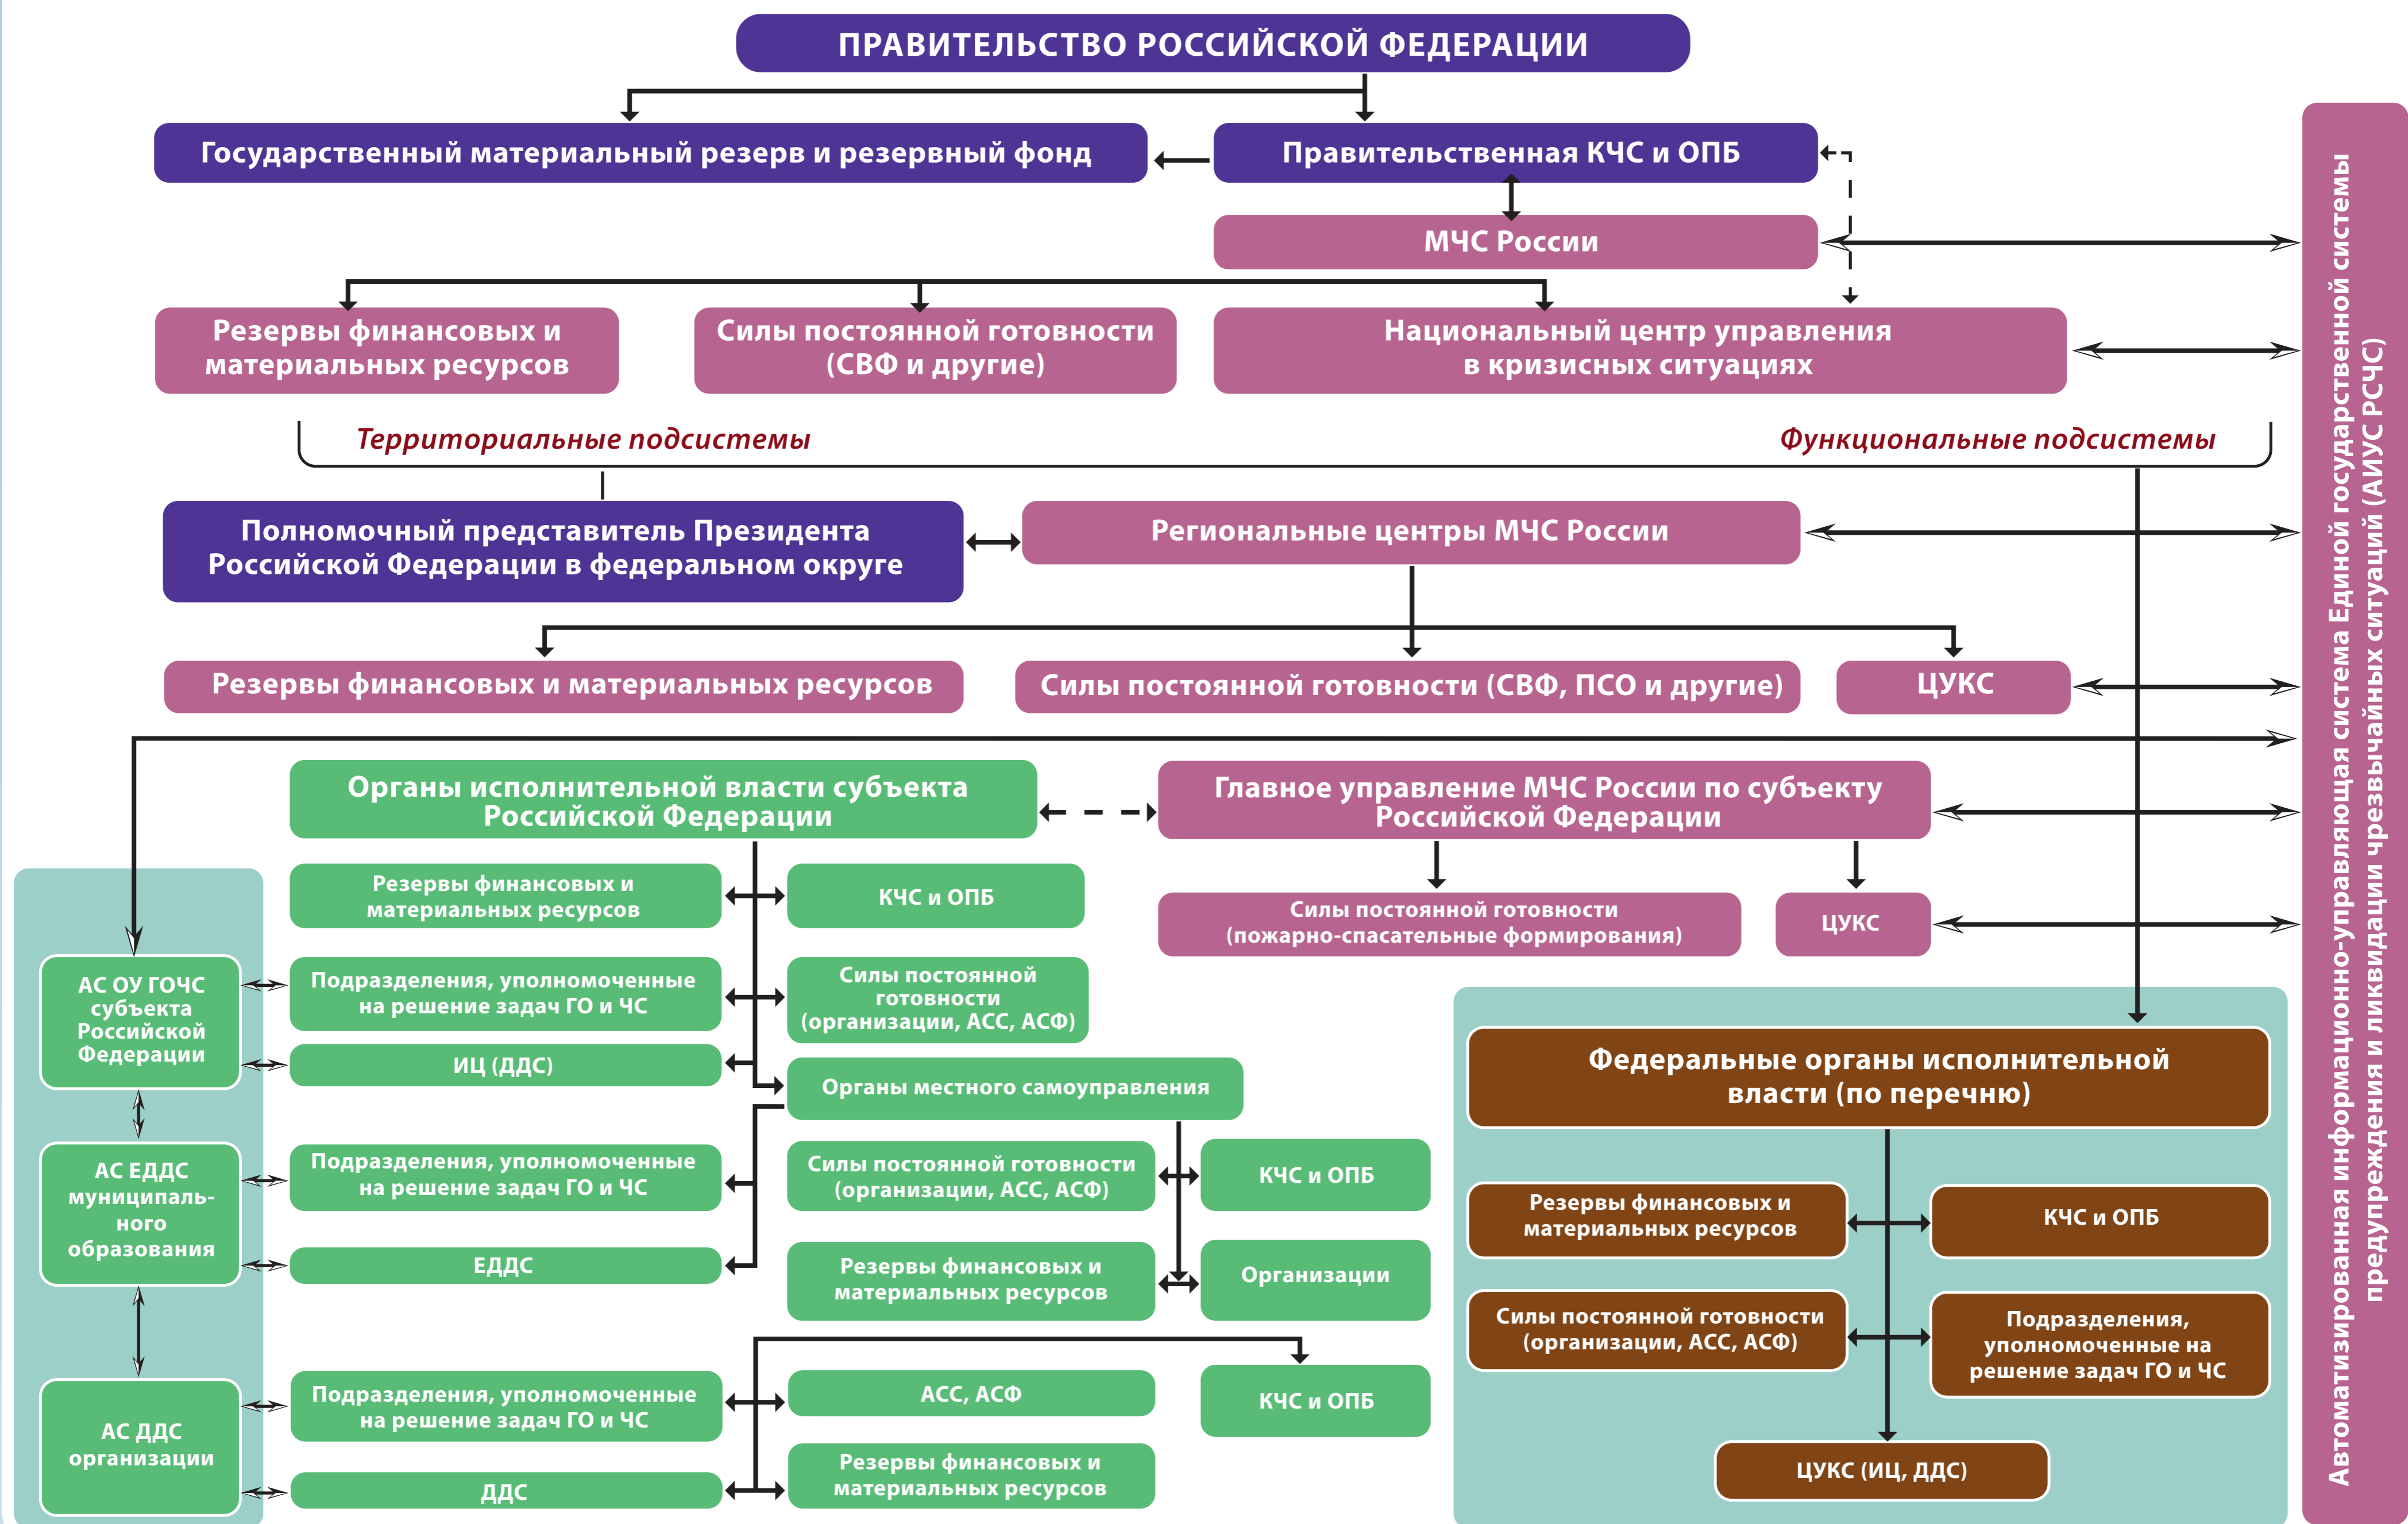 ПРАВИТЕЛЬСТВО РОССИЙСКОЙ ФЕДЕРАЦИИ
Государственный материальный резерв и резервный фонд
Правительственная КЧС и ОПБ
МЧС России
Резервы финансовых и
материальных ресурсов
Силы постоянной готовности
(СВФ и другие)
Национальный центр управления
в кризисных ситуациях
Территориальные подсистемы
Функциональные подсистемы
Полномочный представитель Президента
Российской Федерации в федеральном округе
Региональные центры МЧС России
Резервы финансовых и материальных ресурсов
Силы постоянной готовности (СВФ, ПСО и другие)
ЦУКС
Органы исполнительной власти субъекта
Российской Федерации
Главное управление МЧС России по субъекту
Российской Федерации
Резервы финансовых и
материальных ресурсов
КЧС и ОПБ
Силы постоянной готовности
(пожарно-спасательные формирования)
ЦУКС
АС ОУ ГОЧС
субъекта
Российской
Федерации
Подразделения, уполномоченные
на решение задач ГО и ЧС
Силы постоянной
готовности
(организации, АСС, АСФ)
ИЦ (ДДС)
Органы местного самоуправления
АС ЕДДС
муниципаль-
ного
образования
Подразделения, уполномоченные
на решение задач ГО и ЧС
Силы постоянной готовности
(организации, АСС, АСФ)
КЧС и ОПБ
ЕДДС
Резервы финансовых и
материальных ресурсов
Организации
АС ДДС
организации
Подразделения, уполномоченные
на решение задач ГО и ЧС
АСС, АСФ
КЧС и ОПБ
ДДС
Резервы финансовых и
материальных ресурсов
Федеральные органы исполнительной
власти (по перечню)
Резервы финансовых и
материальных ресурсов
КЧС и ОПБ
Силы постоянной готовности
(организации, АСС, АСФ)
Подразделения,
уполномоченные на
решение задач ГО и ЧС
ЦУКС (ИЦ, ДДС)
Автоматизированная информационно-управляющая система Единой государственной системы
предупреждения и ликвидации чрезвычайных ситуаций (АИУС РСЧС)